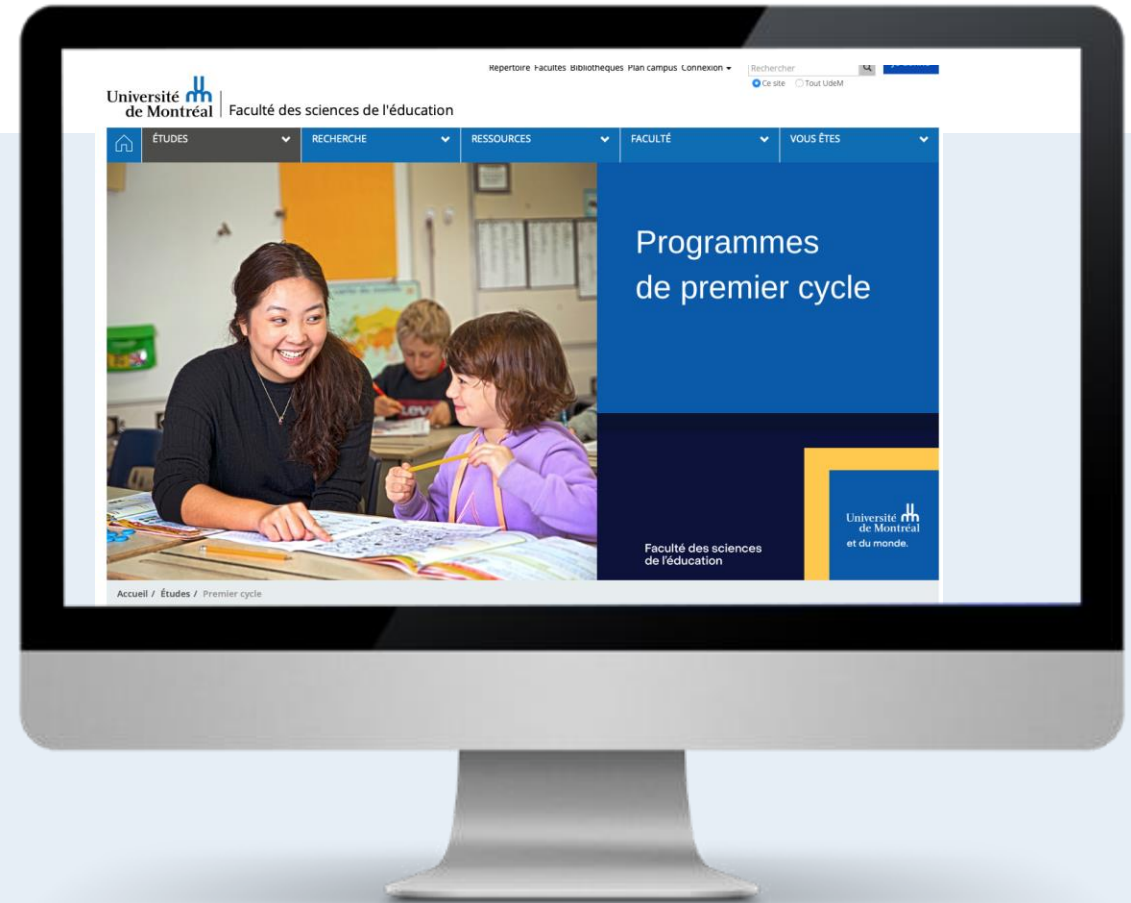 Répertoire Facultés Bibliothèques Plan campus Connexion
Rechercher
Ce site Tout UdeM
Université
de Montréal
Faculté des sciences de l'éducation
ÉTUDES
RECHERCHE
RESSOURCES
FACULTÉ
VOUS ÊTES
Programmes
de premier cycle
Faculté des sciences
de l'éducation
Université
de Montréal
et du monde.
Accueil / Études / Premier cycle